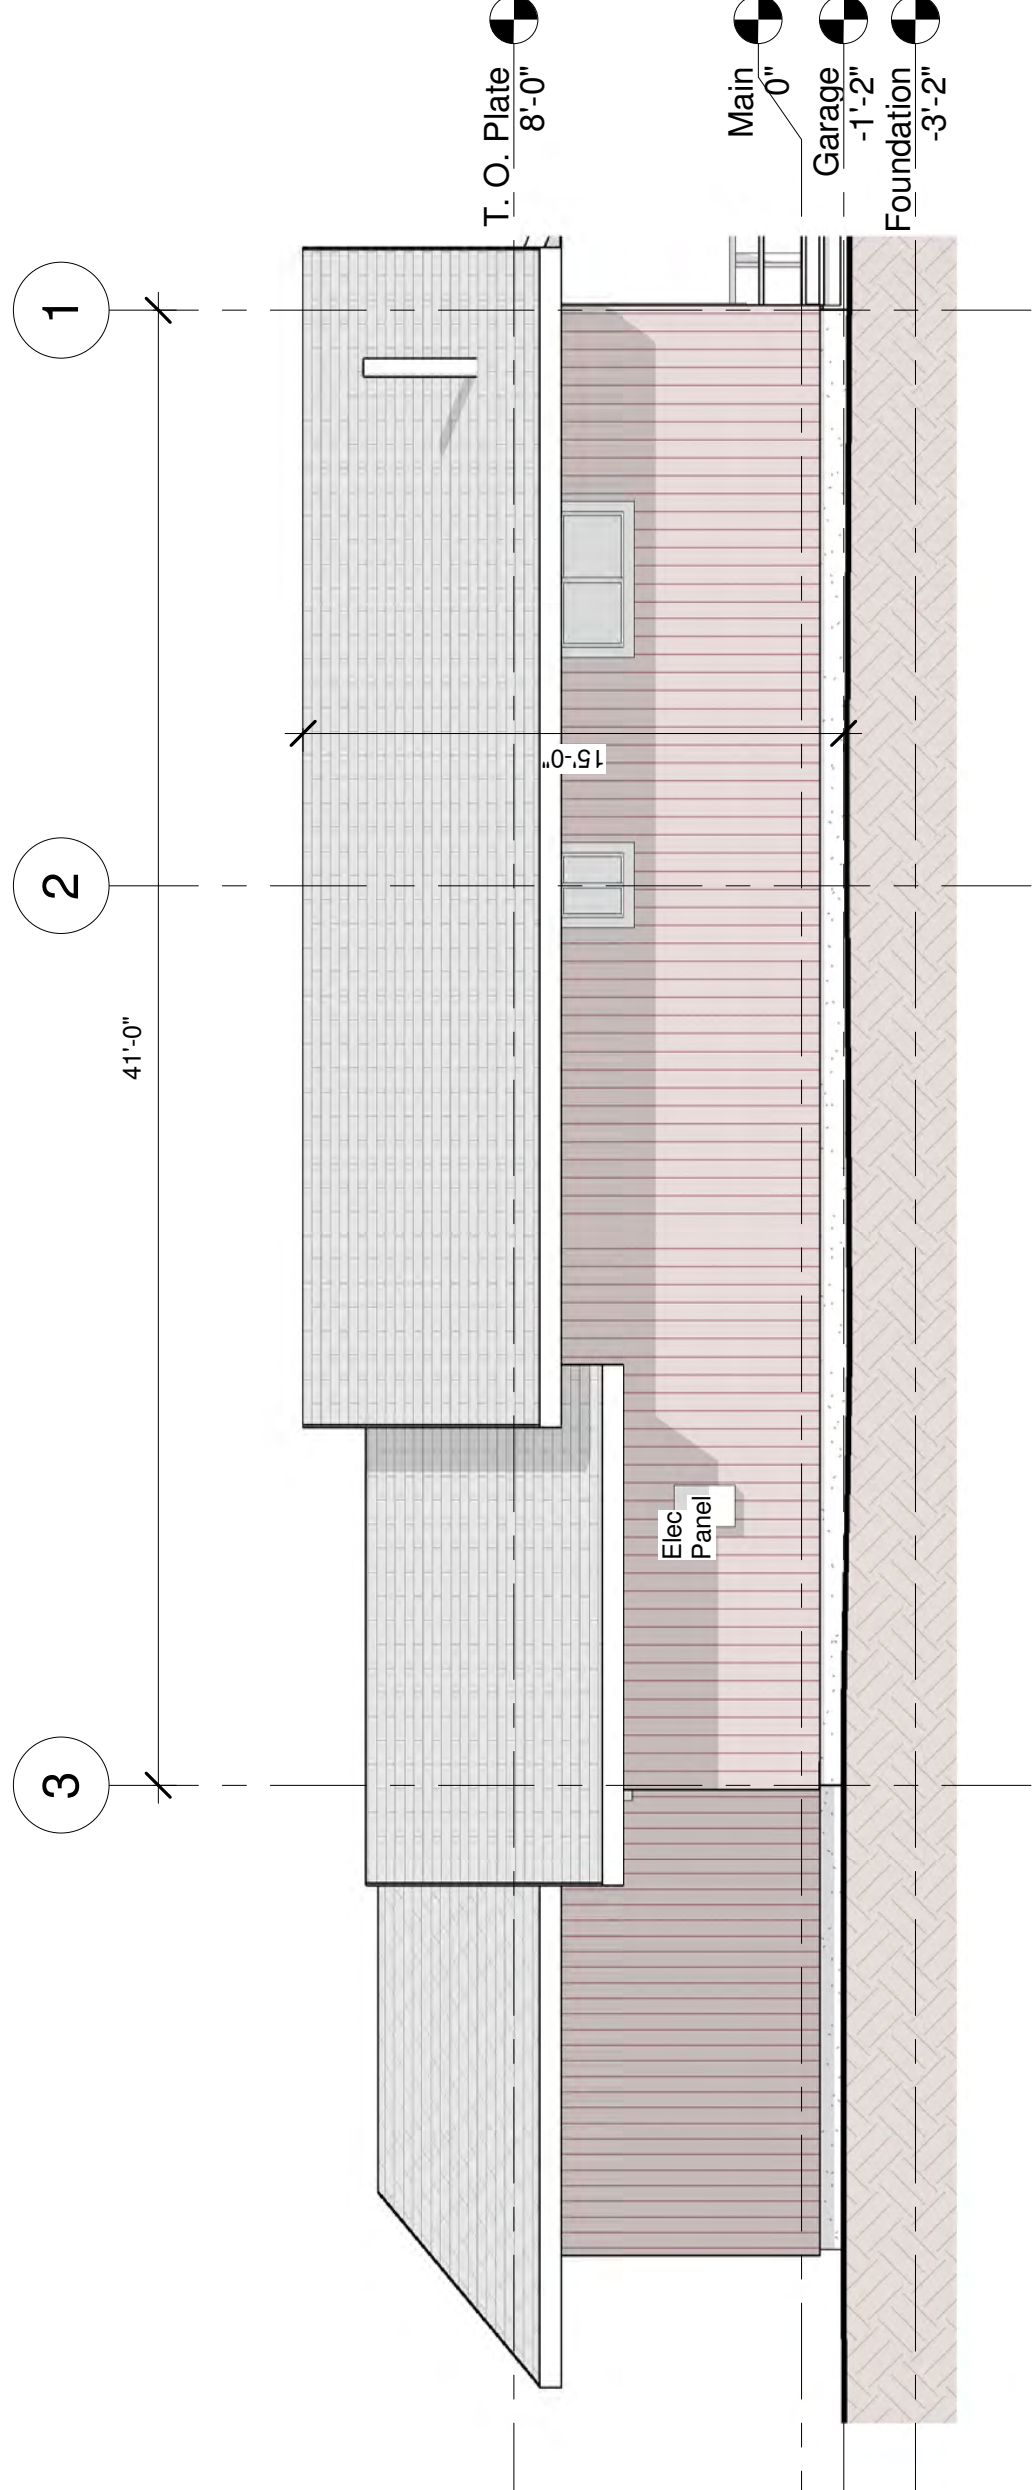 3
2
1
41'-0"
T. O. Plate
8'-0"
15'-0"
Elec
Panel
Main
0"
Garage
-1'-2"
Foundation
-3'-2"